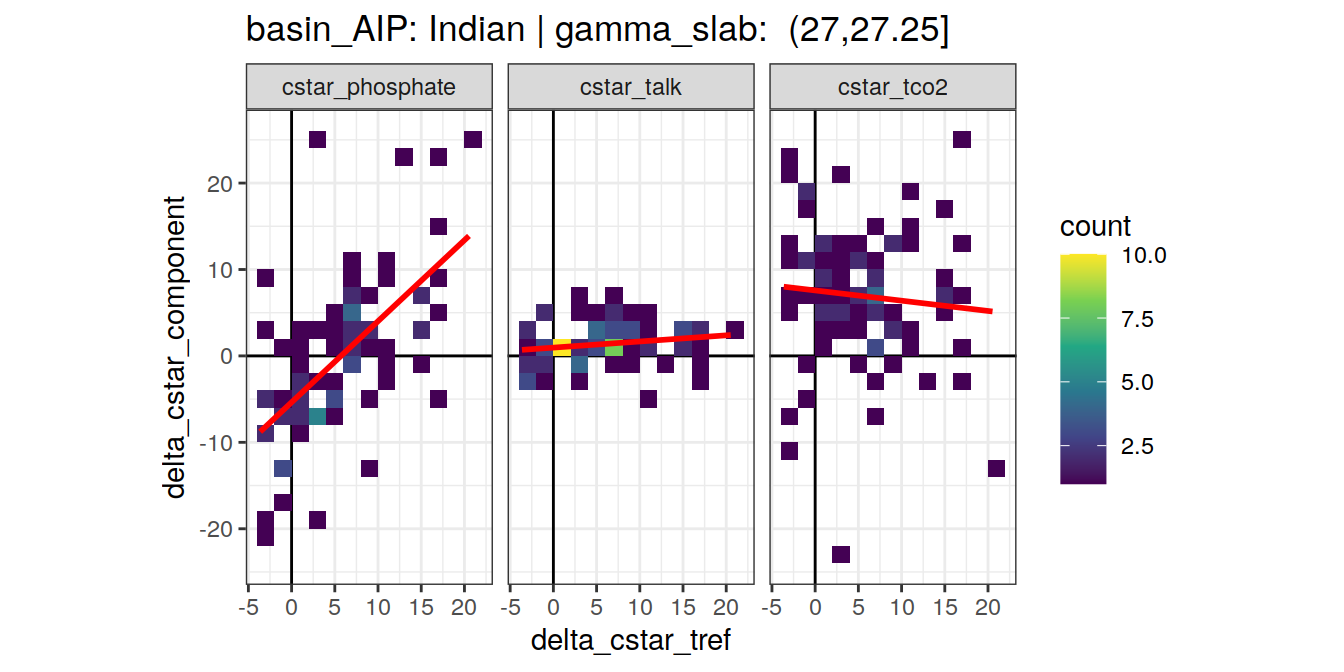 basin_AIP: Indian | gamma_slab:  (27,27.25]
cstar_phosphate
cstar_talk
cstar_tco2
delta_cstar_component
20
10
0
-10
-20
-5 0 5 10 15 20
-5 0 5 10 15 20
-5 0 5 10 15 20
delta_cstar_tref
count
10.0
7.5
5.0
2.5